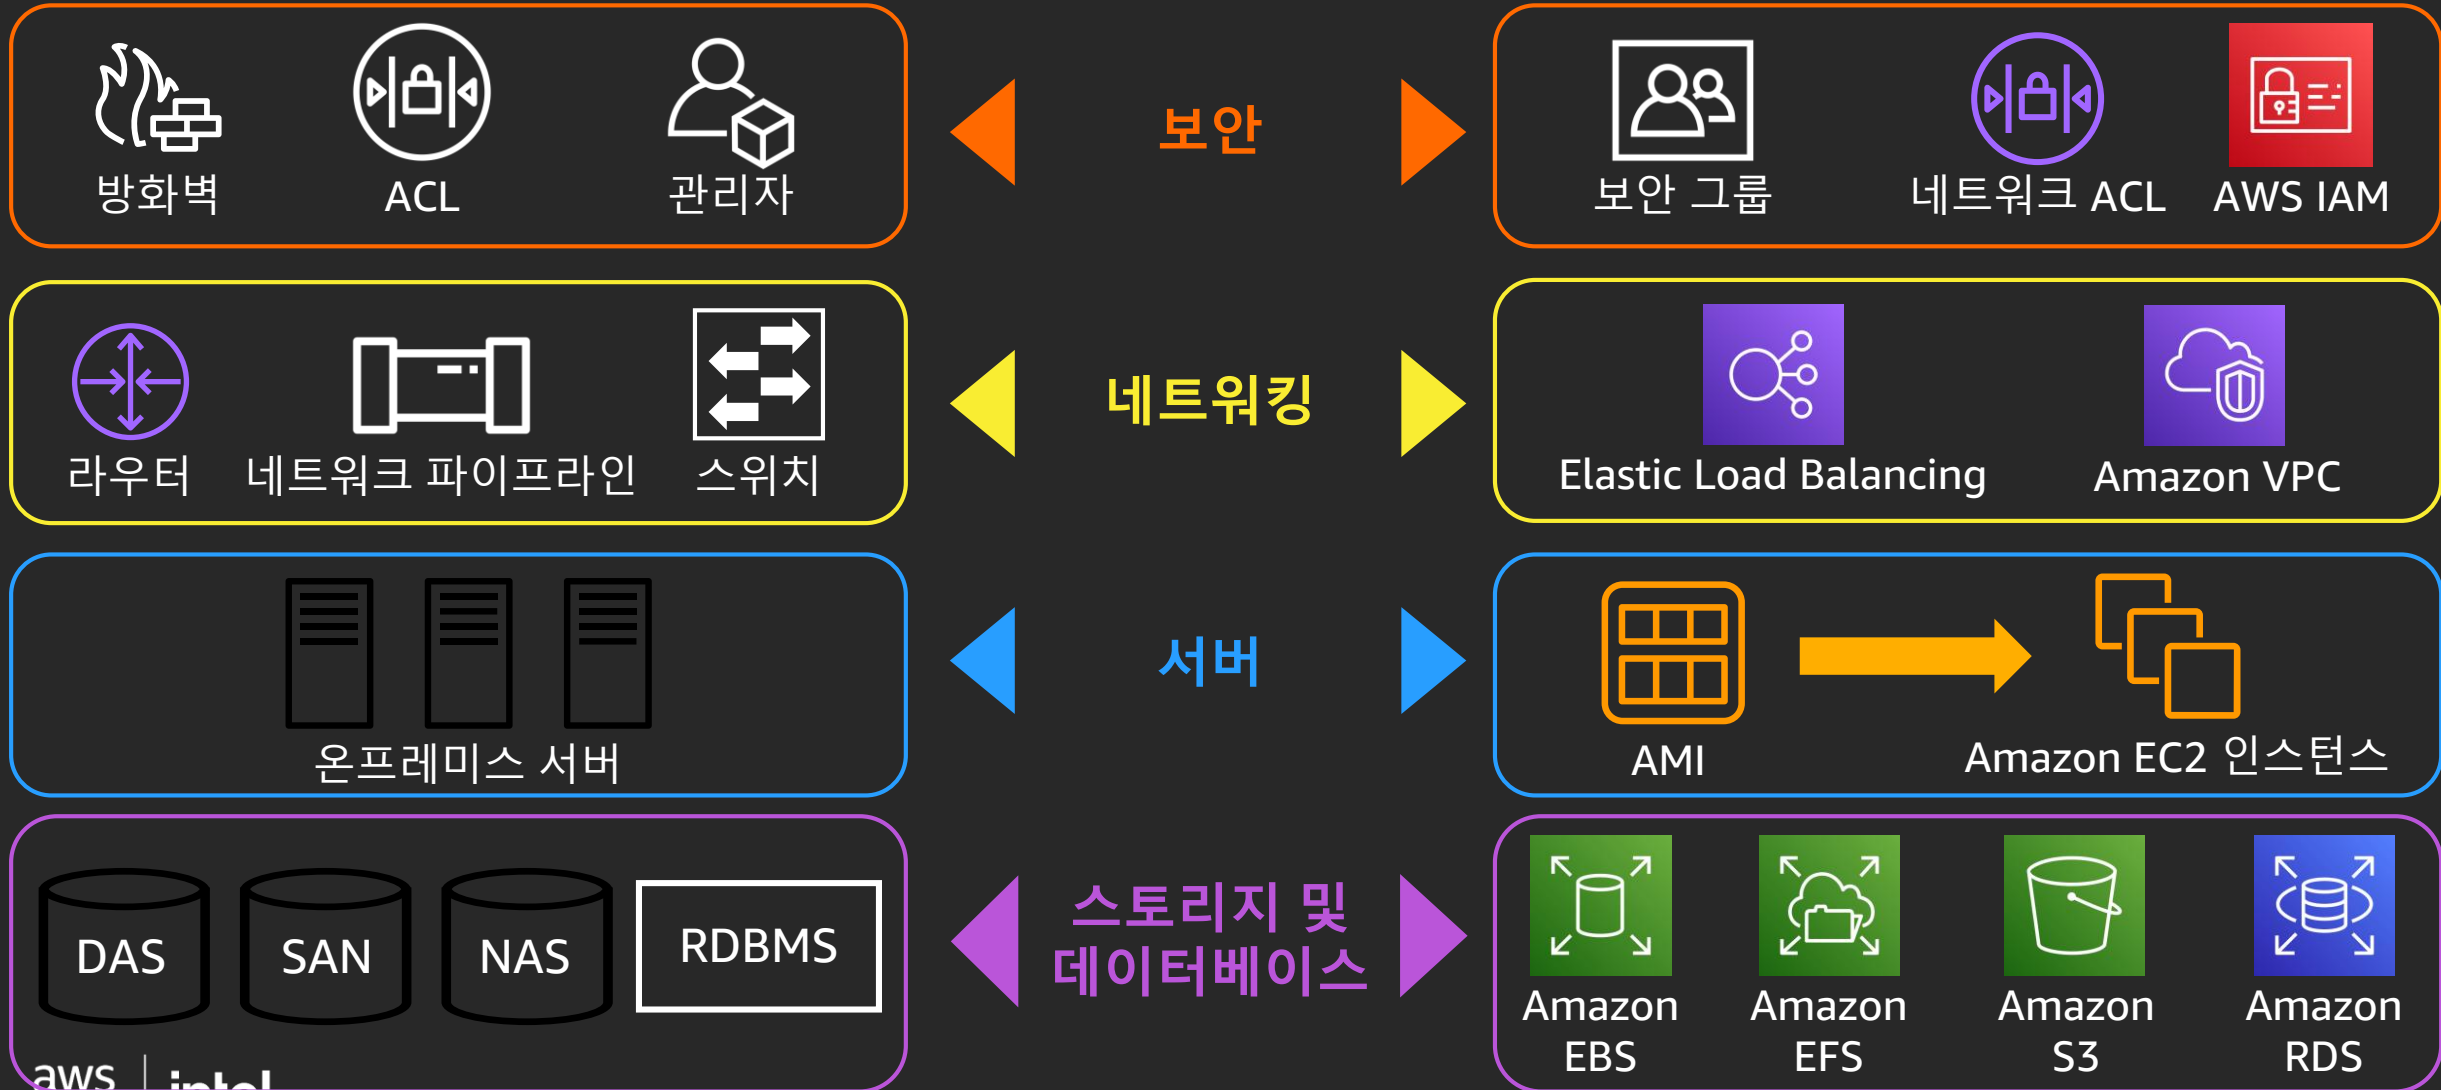 방화벽
ACL
관리자
보안
보안 그룹
네트워크 ACL
AWS IAM
라우터
네트워크 파이프라인
스위치
네트워킹
Elastic Load Balancing
Amazon VPC
온프레미스 서버
서버
AMI
Amazon EC2 인스턴스
DAS
SAN
NAS
RDBMS
스토리지 및
데이터베이스
Amazon
EBS
Amazon
EFS
Amazon
S3
Amazon
RDS
aws
intel